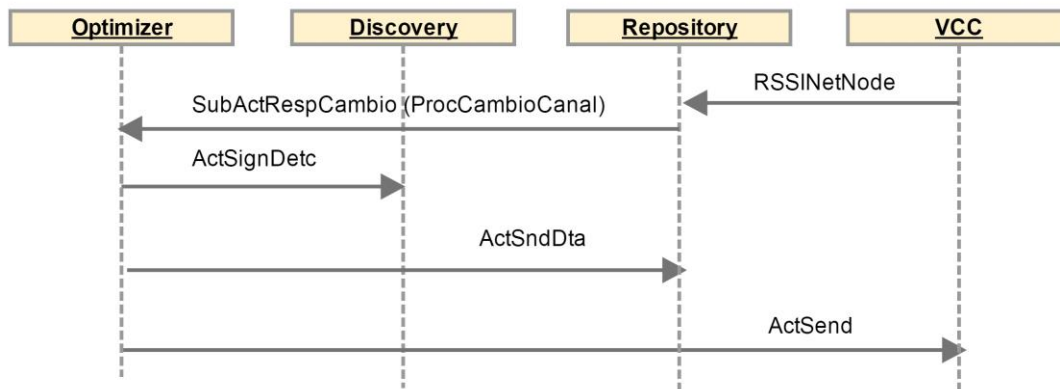 Optimizer
Discovery
Repository
VCC
RSSINetNode
SubActRespCambio (ProcCambioCanal)
ActSignDetc
ActSndDta
ActSend